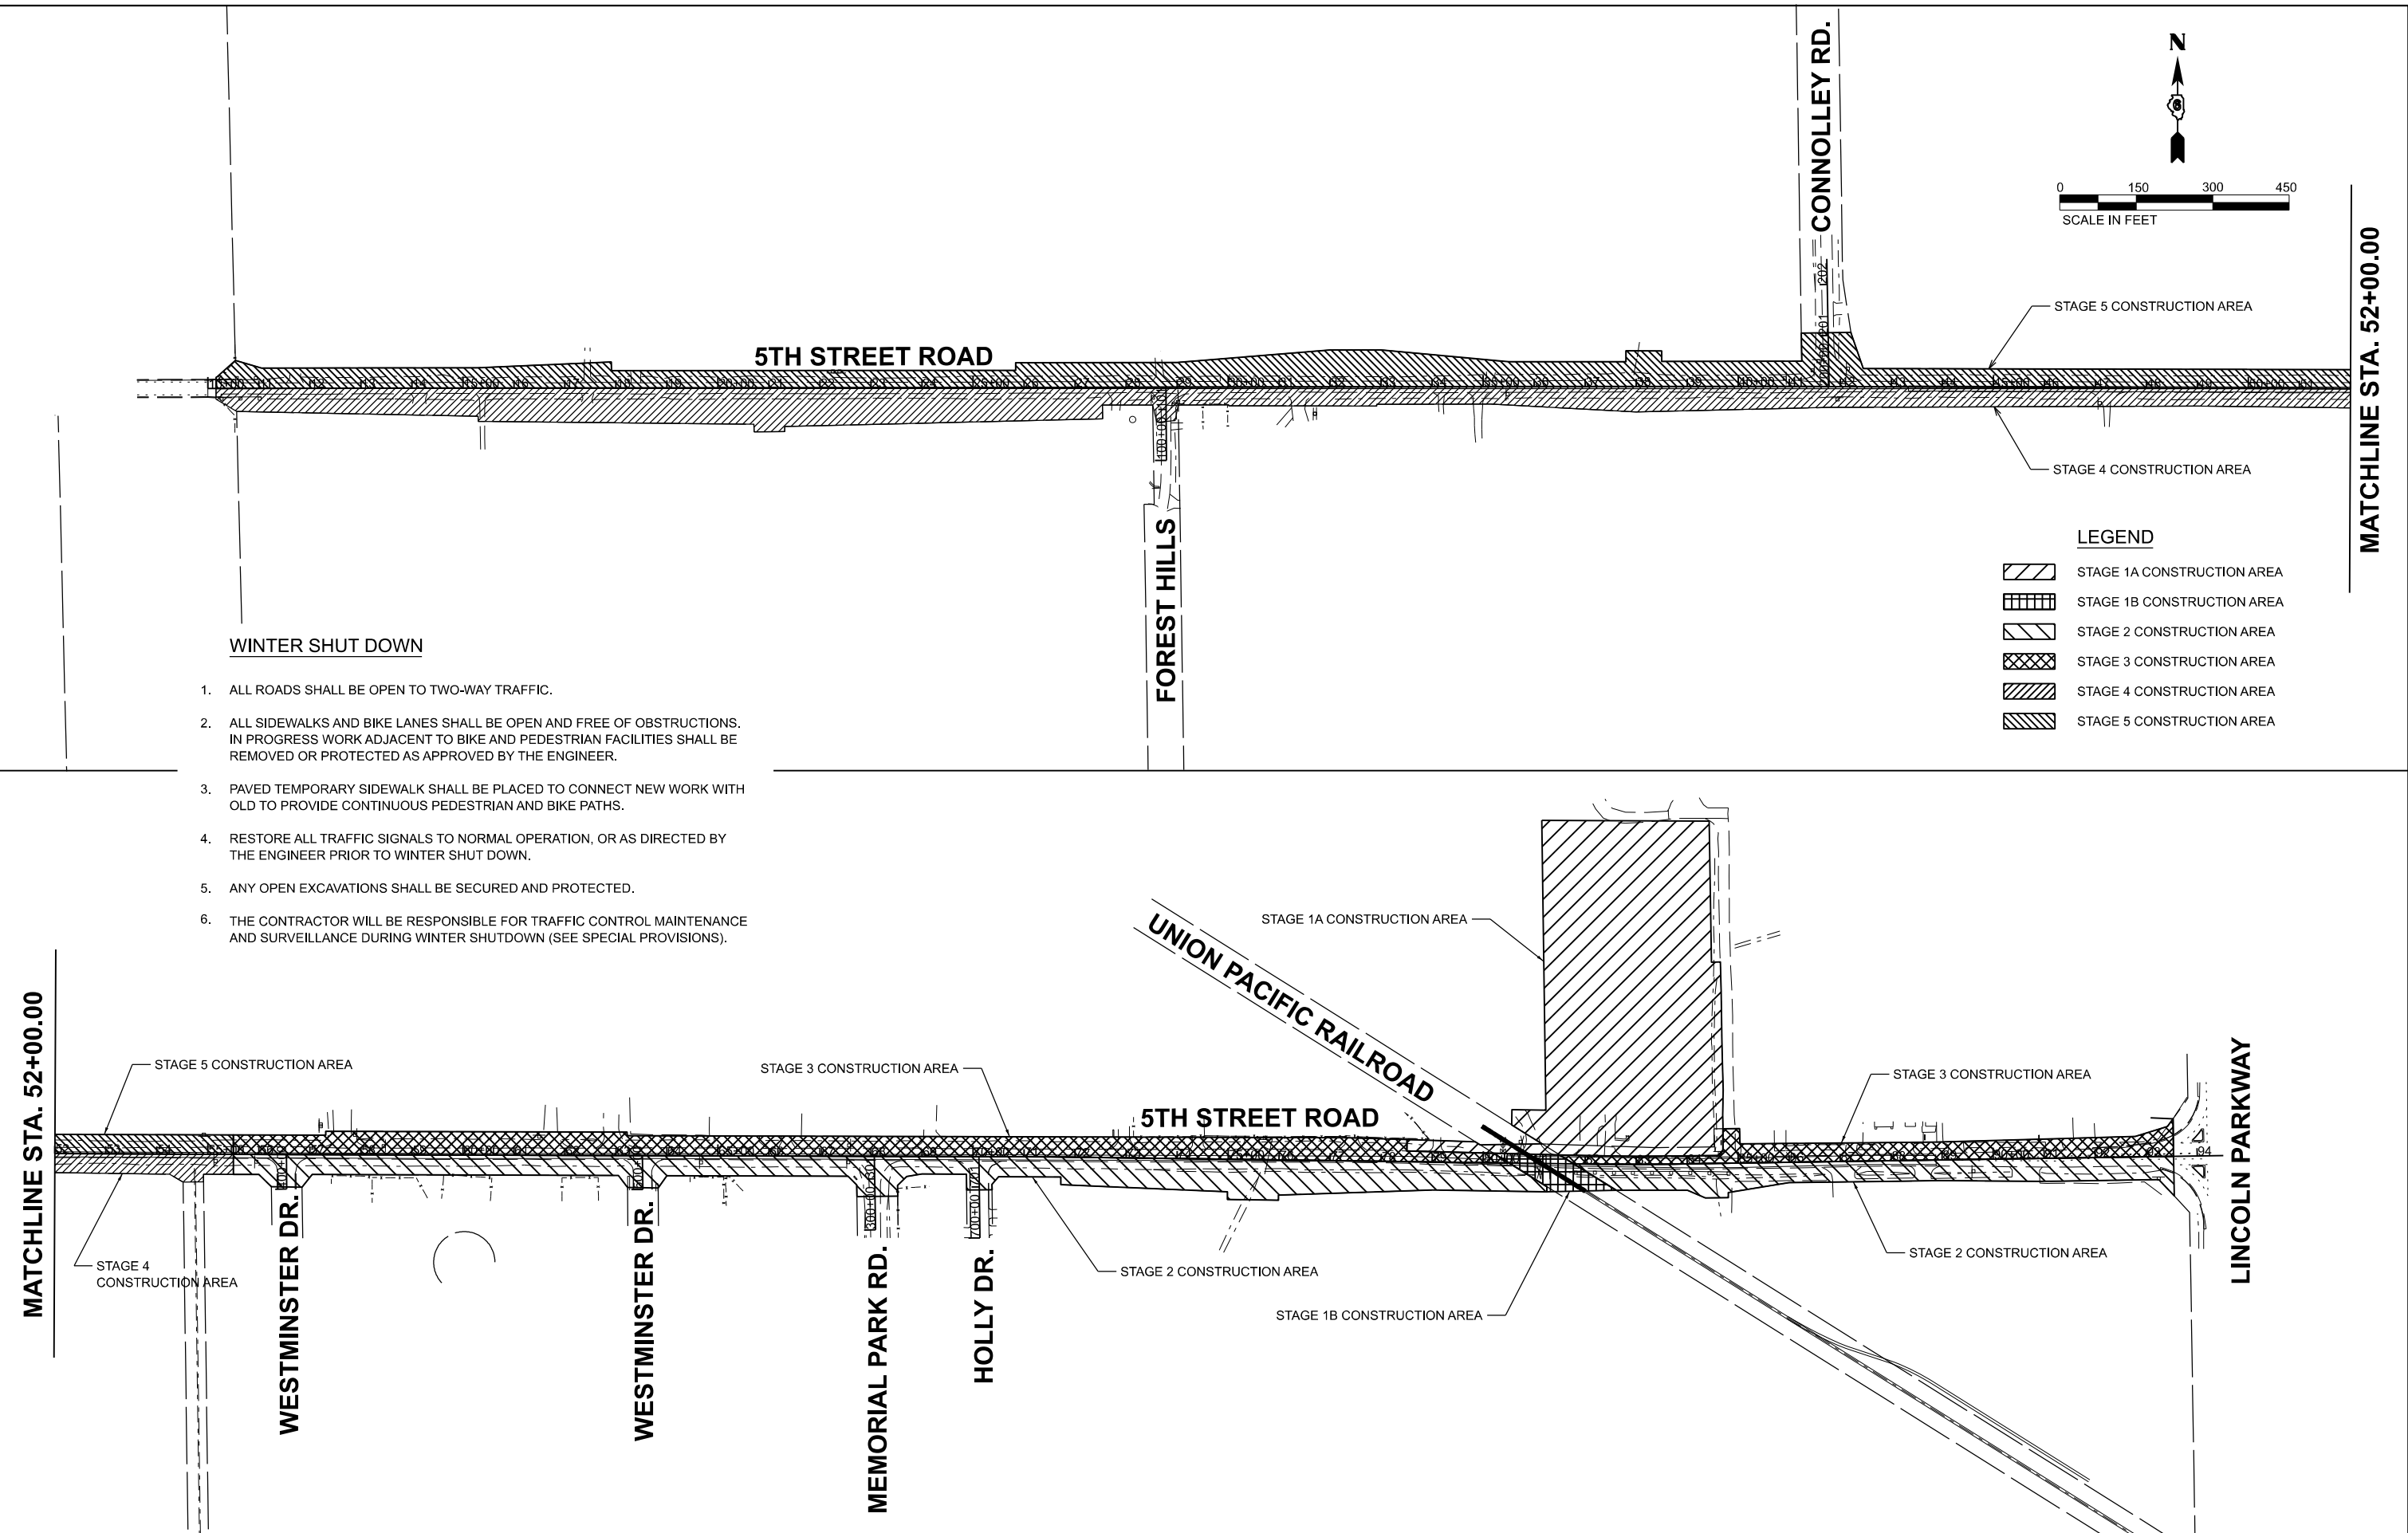 5TH STREET ROAD
CONNOLLEY RD.
FOREST HILLS
N
0 150 300 450
SCALE IN FEET
MATCHLINE STA. 52+00.00
STAGE 5 CONSTRUCTION AREA
STAGE 4 CONSTRUCTION AREA
LEGEND
STAGE 1A CONSTRUCTION AREA
STAGE 1B CONSTRUCTION AREA
STAGE 2 CONSTRUCTION AREA
STAGE 3 CONSTRUCTION AREA
STAGE 4 CONSTRUCTION AREA
STAGE 5 CONSTRUCTION AREA
WINTER SHUT DOWN
1. ALL ROADS SHALL BE OPEN TO TWO-WAY TRAFFIC.
2. ALL SIDEWALKS AND BIKE LANES SHALL BE OPEN AND FREE OF OBSTRUCTIONS.
IN PROGRESS WORK ADJACENT TO BIKE AND PEDESTRIAN FACILITIES SHALL BE
REMOVED OR PROTECTED AS APPROVED BY THE ENGINEER.
3. PAVED TEMPORARY SIDEWALK SHALL BE PLACED TO CONNECT NEW WORK WITH
OLD TO PROVIDE CONTINUOUS PEDESTRIAN AND BIKE PATHS.
4. RESTORE ALL TRAFFIC SIGNALS TO NORMAL OPERATION, OR AS DIRECTED BY
THE ENGINEER PRIOR TO WINTER SHUT DOWN.
5. ANY OPEN EXCAVATIONS SHALL BE SECURED AND PROTECTED.
6. THE CONTRACTOR WILL BE RESPONSIBLE FOR TRAFFIC CONTROL MAINTENANCE
AND SURVEILLANCE DURING WINTER SHUTDOWN (SEE SPECIAL PROVISIONS).
MATCHLINE STA. 52+00.00
STAGE 5 CONSTRUCTION AREA
STAGE 4
CONSTRUCTION AREA
WESTMINSTER DR.
WESTMINSTER DR.
STAGE 3 CONSTRUCTION AREA
MEMORIAL PARK RD.
HOLLY DR.
5TH STREET ROAD
STAGE 2 CONSTRUCTION AREA
UNION PACIFIC RAILROAD
STAGE 1A CONSTRUCTION AREA
STAGE 1B CONSTRUCTION AREA
STAGE 3 CONSTRUCTION AREA
STAGE 2 CONSTRUCTION AREA
LINCOLN PARKWAY